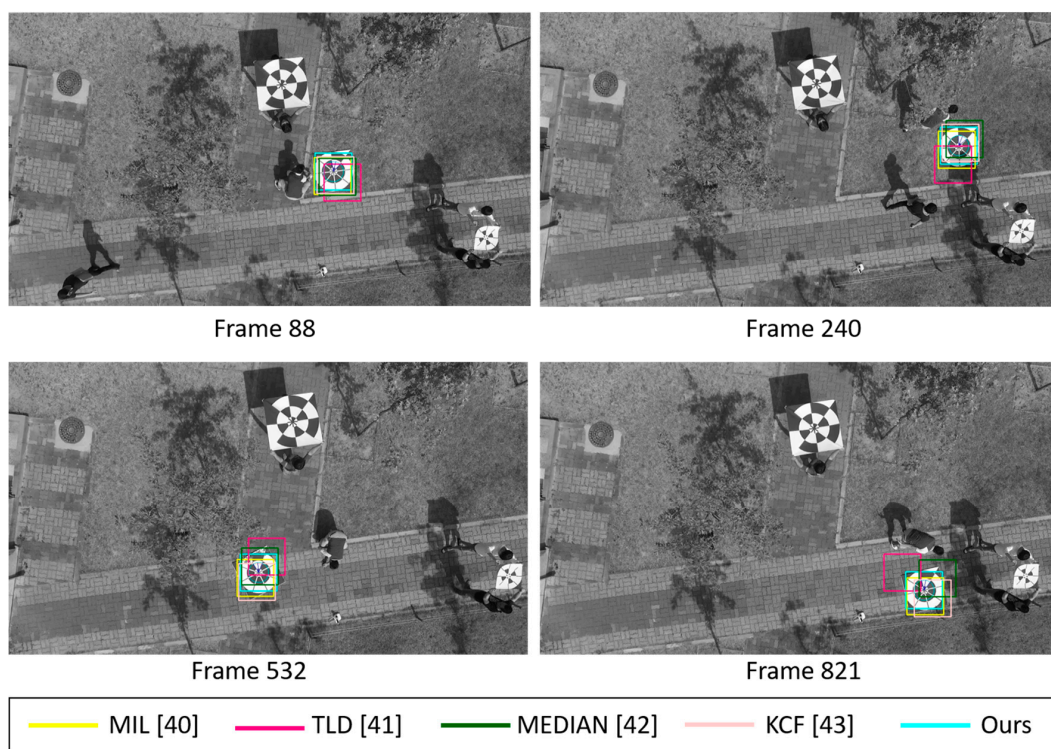 Frame 88
Frame 240
Frame 532
Frame 821
MIL [40] TLD [41] MEDIAN [42] KCF [43] Ours